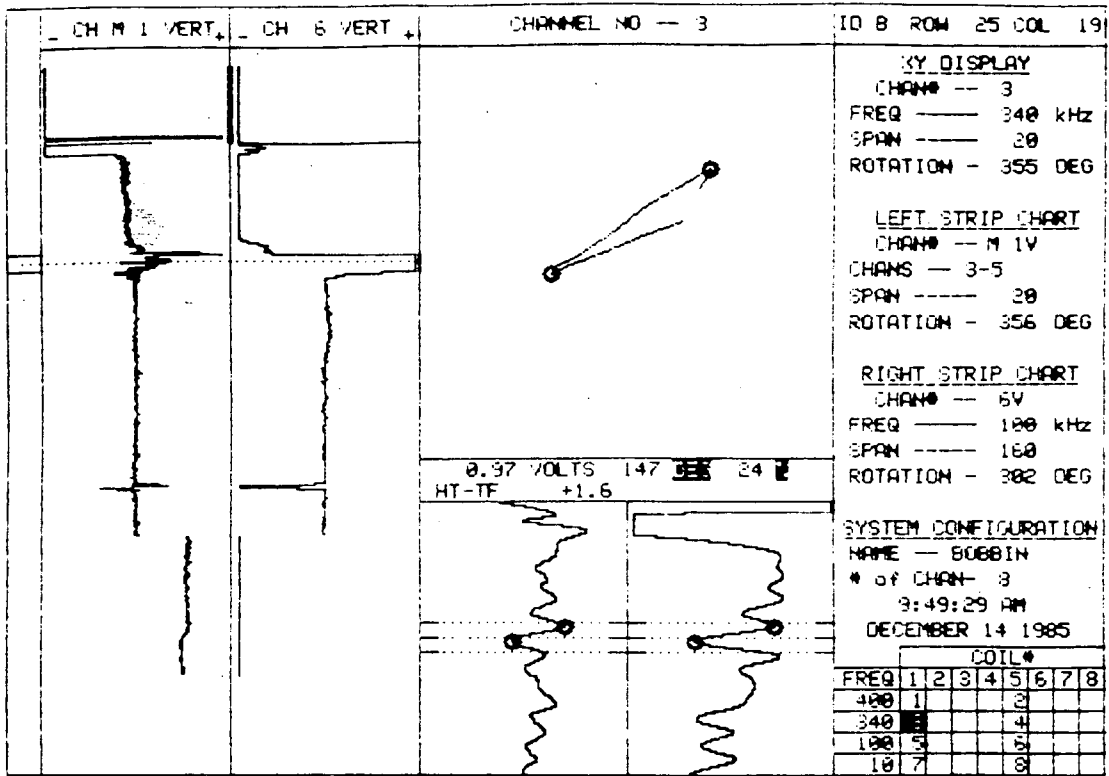 - CH M 1 VERT + - CH 6 VERT + CHANNEL NO -- 3 ID B ROW 25 COL 19
XY DISPLAY
CHAN# -- 3
FREQ ---- 340 kHz
SPAN ----- 20
ROTATION - 355 DEG
LEFT STRIP CHART
CHAN# -- M 1V
CHANS -- 3-5
SPAN ----- 20
ROTATION - 356 DEG
RIGHT STRIP CHART
CHAN# -- 6V
FREQ ---- 100 kHz
SPAN ----- 160
ROTATION - 302 DEG
0.97 VOLTS 147 24
HT-TF +1.6
SYSTEM CONFIGURATION
NAME -- BOBBIN
# of CHAN- 8
9:49:29 AM
DECEMBER 14 1985
COIL#
FREQ 1 2 3 4 5 6 7 8
400 1 2
340 4
100 5 6
10 7 8